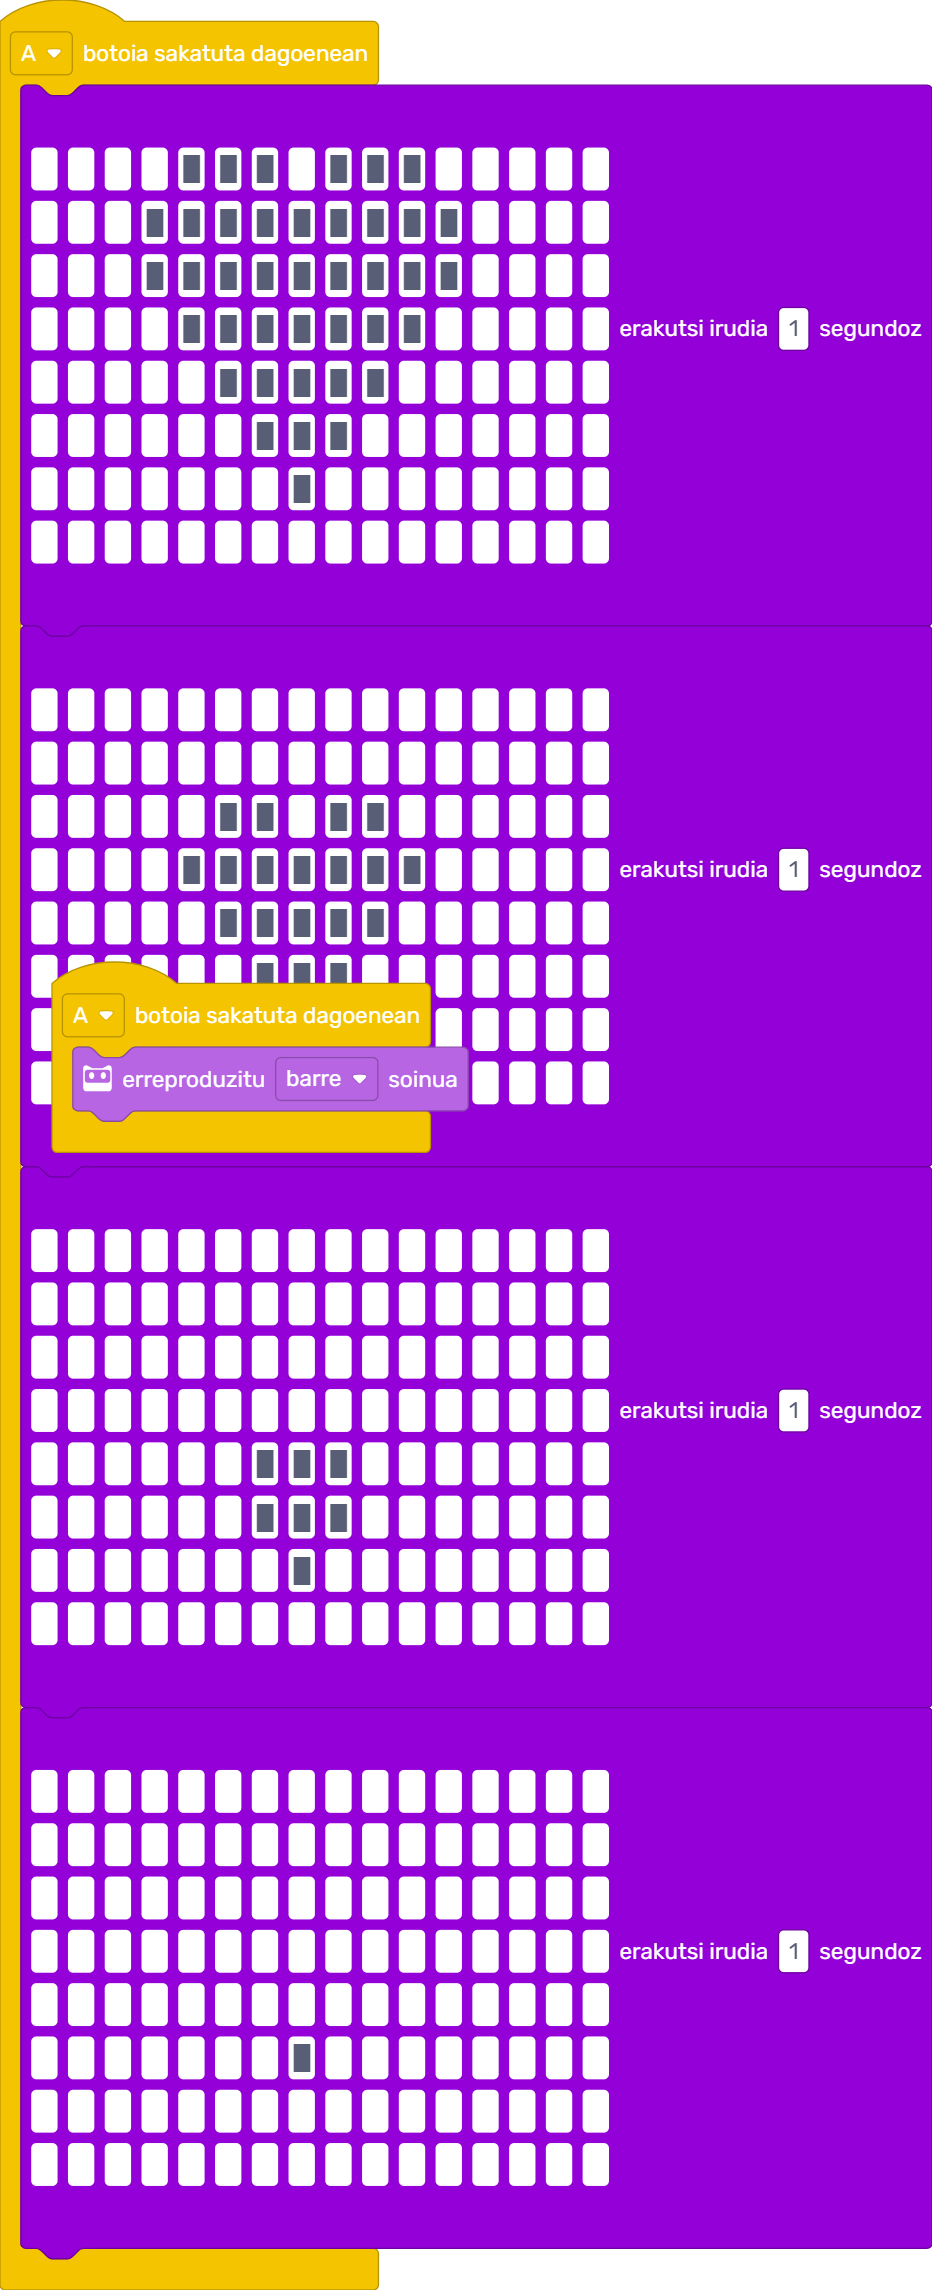 A botoia sakatuta dagoenean
erakutsi irudia 1 segundoz
erakutsi irudia 1 segundoz
A botoia sakatuta dagoenean
erreproduzitu barre soinua
erakutsi irudia 1 segundoz
erakutsi irudia 1 segundoz